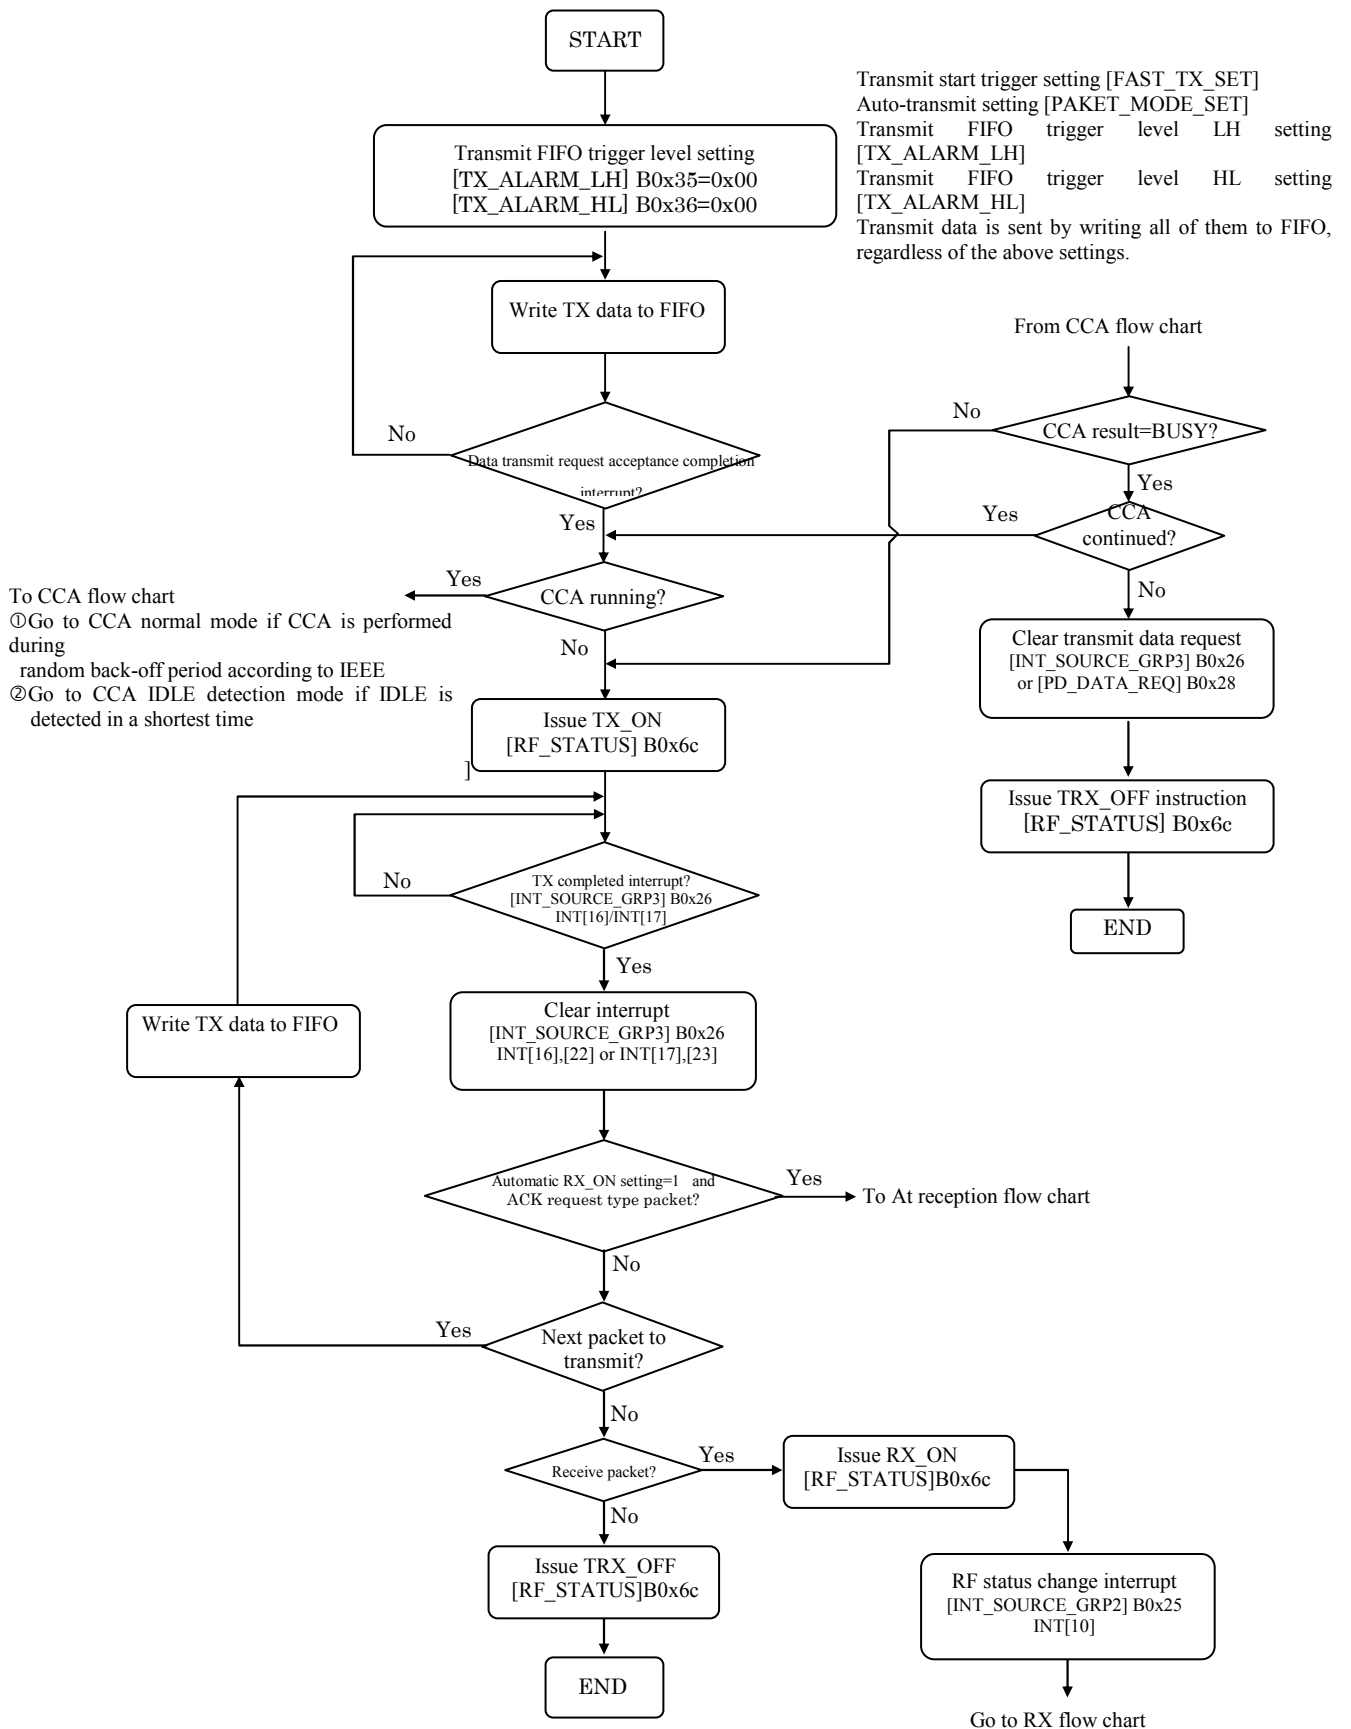 START
Transmit start trigger setting [FAST_TX_SET]
Auto-transmit setting [PAKET_MODE_SET]
Transmit FIFO trigger level LH setting
[TX_ALARM_LH]
Transmit FIFO trigger level HL setting
[TX_ALARM_HL]
Transmit data is sent by writing all of them to FIFO,
regardless of the above settings.
Transmit FIFO trigger level setting
[TX_ALARM_LH] B0x35=0x00
[TX_ALARM_HL] B0x36=0x00
Write TX data to FIFO
No
Data transmit request acceptance completion
interrupt?
Yes
From CCA flow chart
No
CCA result=BUSY?
Yes
Yes
CCA
continued?
No
Clear transmit data request
[INT_SOURCE_GRP3] B0x26
or [PD_DATA_REQ] B0x28
Issue TRX_OFF instruction
[RF_STATUS] B0x6c
END
Yes
CCA running?
To CCA flow chart
①Go to CCA normal mode if CCA is performed
during
random back-off period according to IEEE
②Go to CCA IDLE detection mode if IDLE is
detected in a shortest time
No
Issue TX_ON
[RF_STATUS] B0x6c
]
No
TX completed interrupt?
[INT_SOURCE_GRP3] B0x26
INT[16]/INT[17]
Yes
Write TX data to FIFO
Clear interrupt
[INT_SOURCE_GRP3] B0x26
INT[16],[22] or INT[17],[23]
Automatic RX_ON setting=1 and
ACK request type packet?
Yes
To At reception flow chart
No
Yes
Next packet to
transmit?
No
Receive packet?
Yes
Issue RX_ON
[RF_STATUS]B0x6c
No
Issue TRX_OFF
[RF_STATUS]B0x6c
RF status change interrupt
[INT_SOURCE_GRP2] B0x25
INT[10]
END
Go to RX flow chart